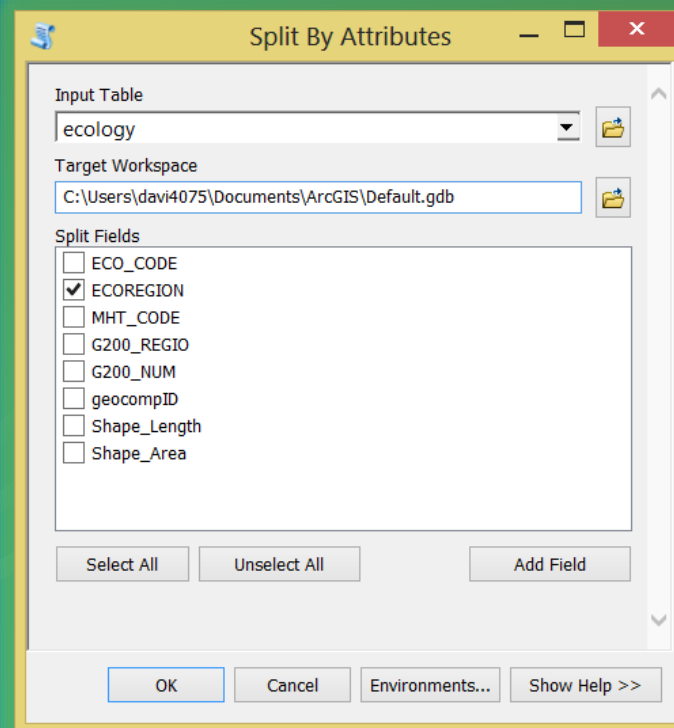 Split By Attributes
Input Table
ecology
Target Workspace
C:\Users\davi4075\Documents\ArcGIS\Default.gdb
Split Fields
ECO_CODE
ECOREGION
MHT_CODE
G200_REGIO
G200_NUM
geocompID
Shape_Length
Shape_Area
Select All Unselect All Add Field
OK Cancel Environments... Show Help >>